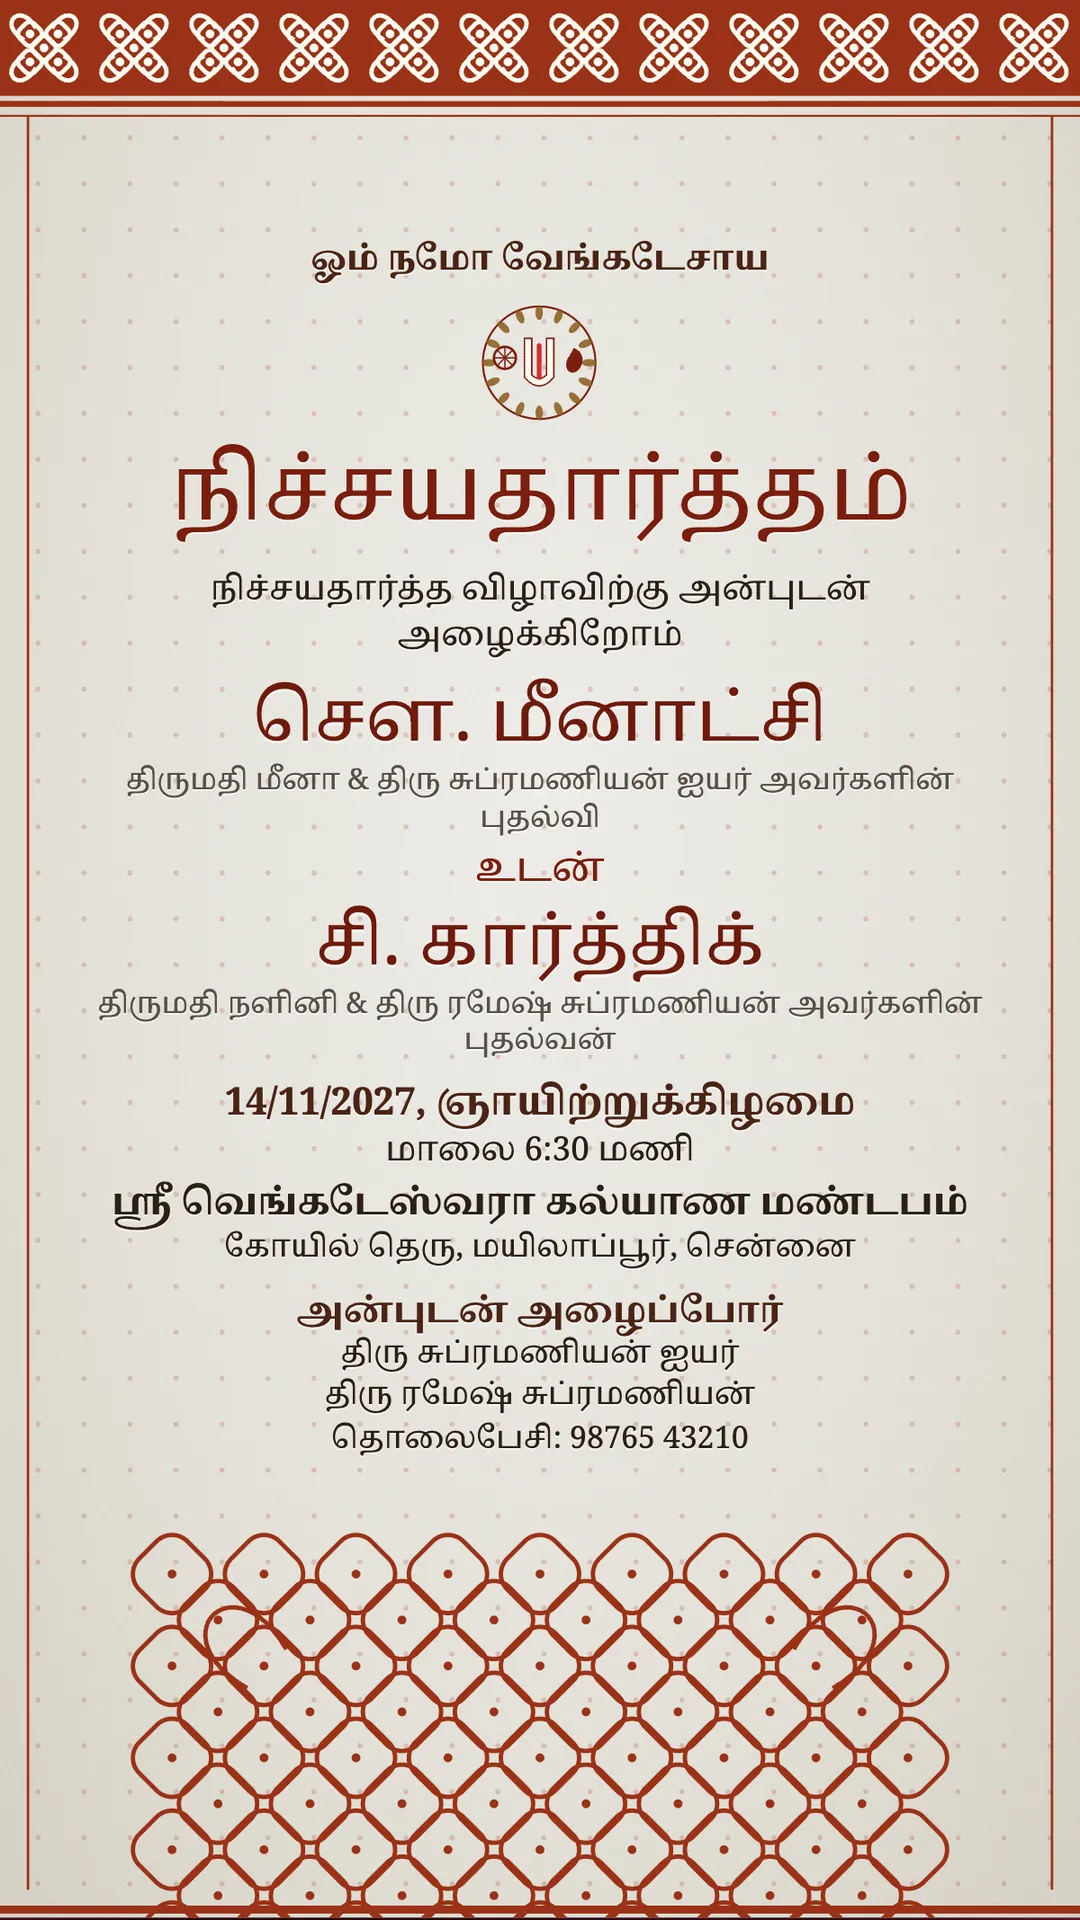 ஓம் நமோ வேங்கடேசாய
நிச்சயதார்த்தம்
நிச்சயதார்த்த விழாவிற்கு அன்புடன்
அழைக்கிறோம்
சௌ. மீனாட்சி
திருமதி மீனா & திரு சுப்ரமணியன் ஐயர் அவர்களின்
புதல்வி
உடன்
சி. கார்த்திக்
திருமதி நளினி & திரு ரமேஷ் சுப்ரமணியன் அவர்களின்
புதல்வன்
14/11/2027, ஞாயிற்றுக்கிழமை
மாலை 6:30 மணி
ஸ்ரீ வெங்கடேஸ்வரா கல்யாண மண்டபம்
கோயில் தெரு, மயிலாப்பூர், சென்னை
அன்புடன் அழைப்போர்
திரு சுப்ரமணியன் ஐயர்
திரு ரமேஷ் சுப்ரமணியன்
தொலைபேசி: 98765 43210